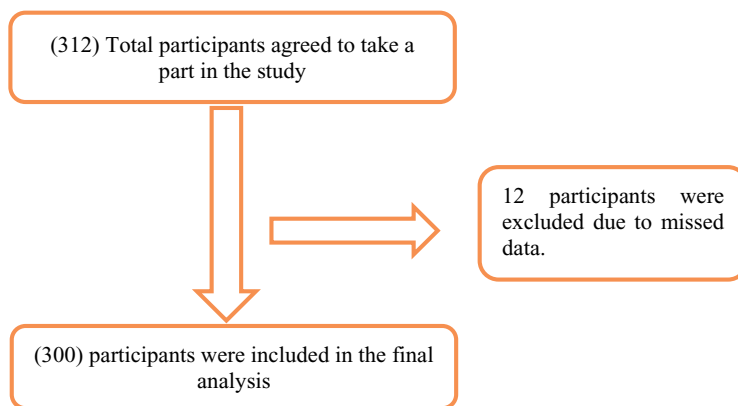 (312) Total participants agreed to take a
part in the study
12 participants were
excluded due to missed
data.
(300) participants were included in the final
analysis